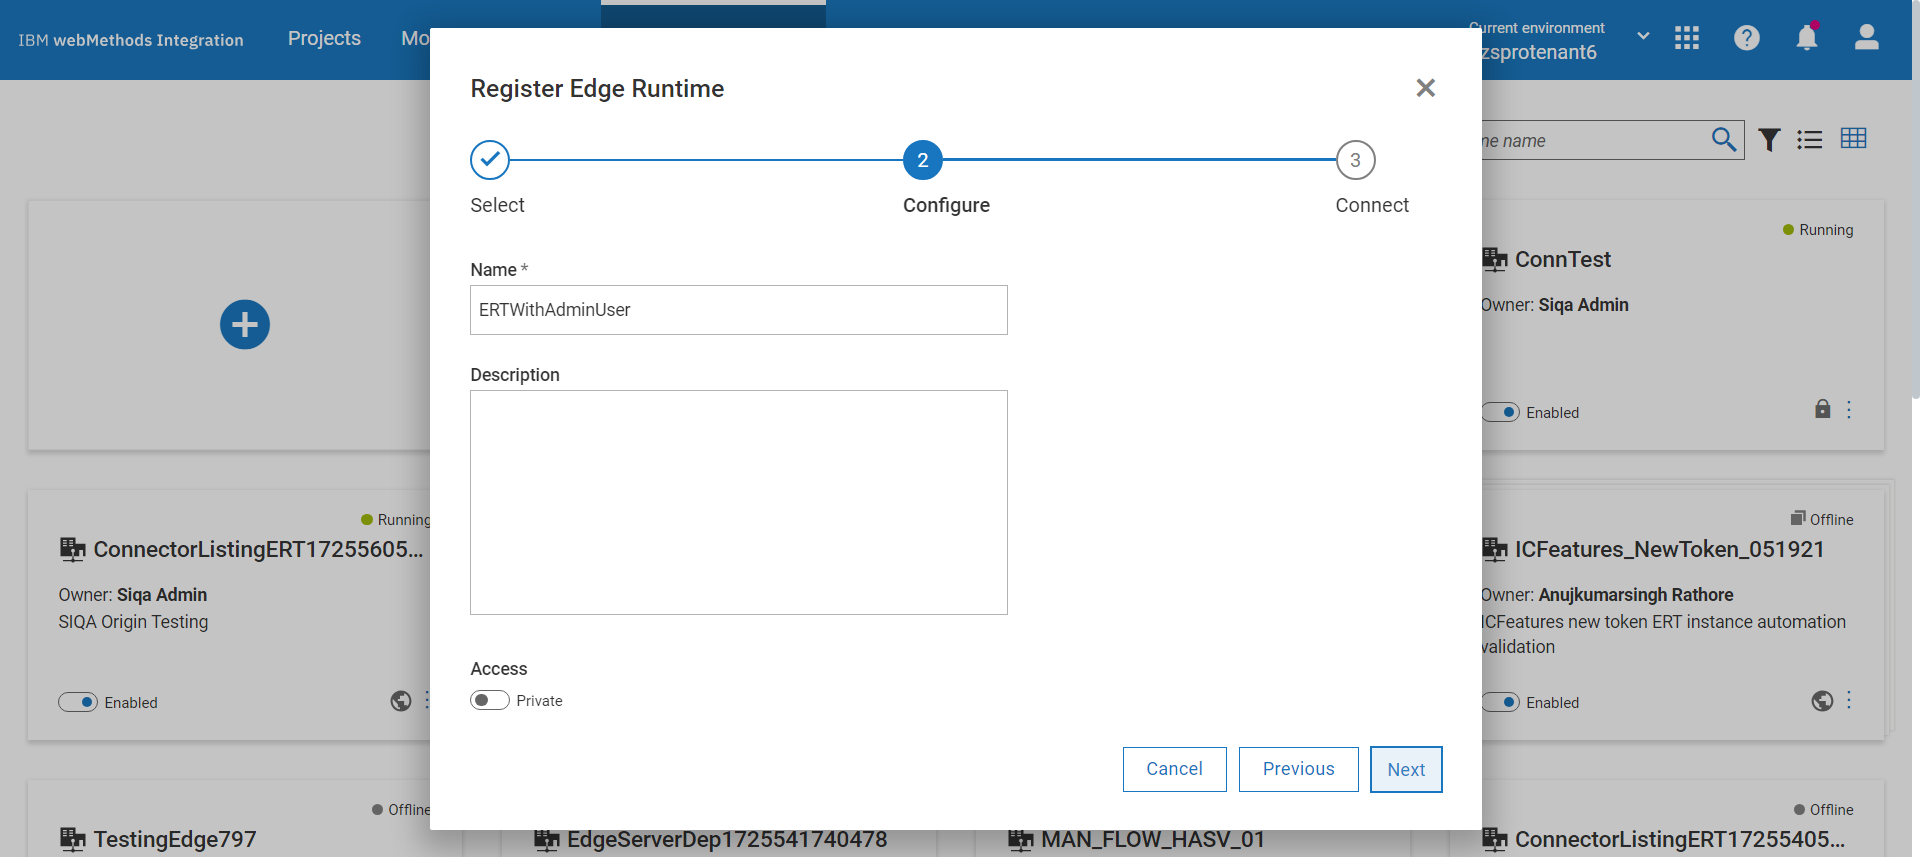 IBM webMethods Integration
Projects
Current environment
zsprotenant6
Register Edge Runtime
2
3
Select
Configure
Connect
Name *
ERTWithAdminUser
Description
Access
Private
Cancel
Previous
Next
name
Running
ConnTest
Owner: Siqa Admin
Enabled
Running
ConnectorListingERT17255605...
Owner: Siqa Admin
SIQA Origin Testing
Enabled
Offline
ICFeatures_NewToken_051921
Owner: Anujkumarsingh Rathore
ICFeatures new token ERT instance automation
validation
Enabled
Offline
TestingEdge797
EdgeServerDep1725541740478
MAN_FLOW_HASV_01
Offline
ConnectorListingERT17255405...